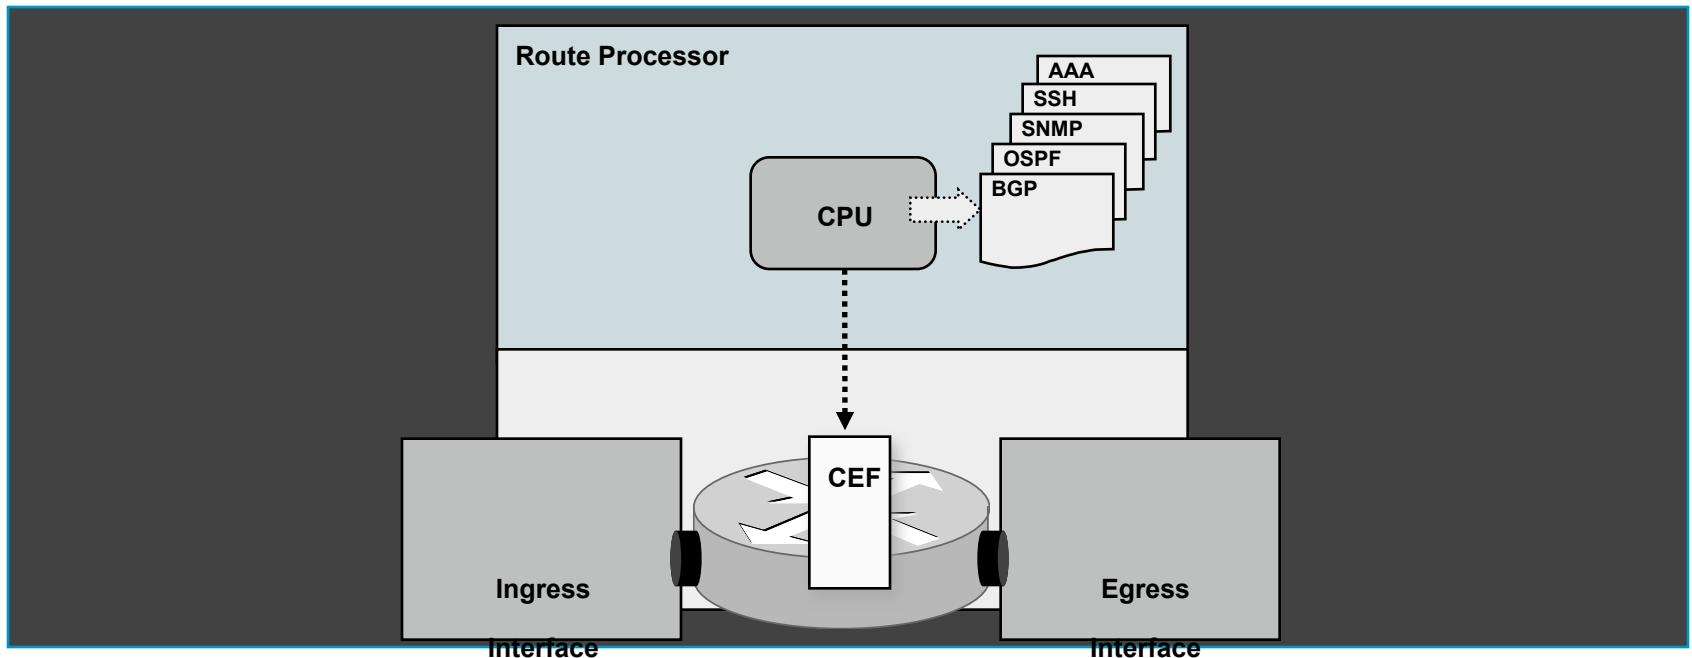 Route Processor
AAA
SSH
SNMP
OSPF
BGP
CPU
CEF
Ingress
Interface
Egress
Interface